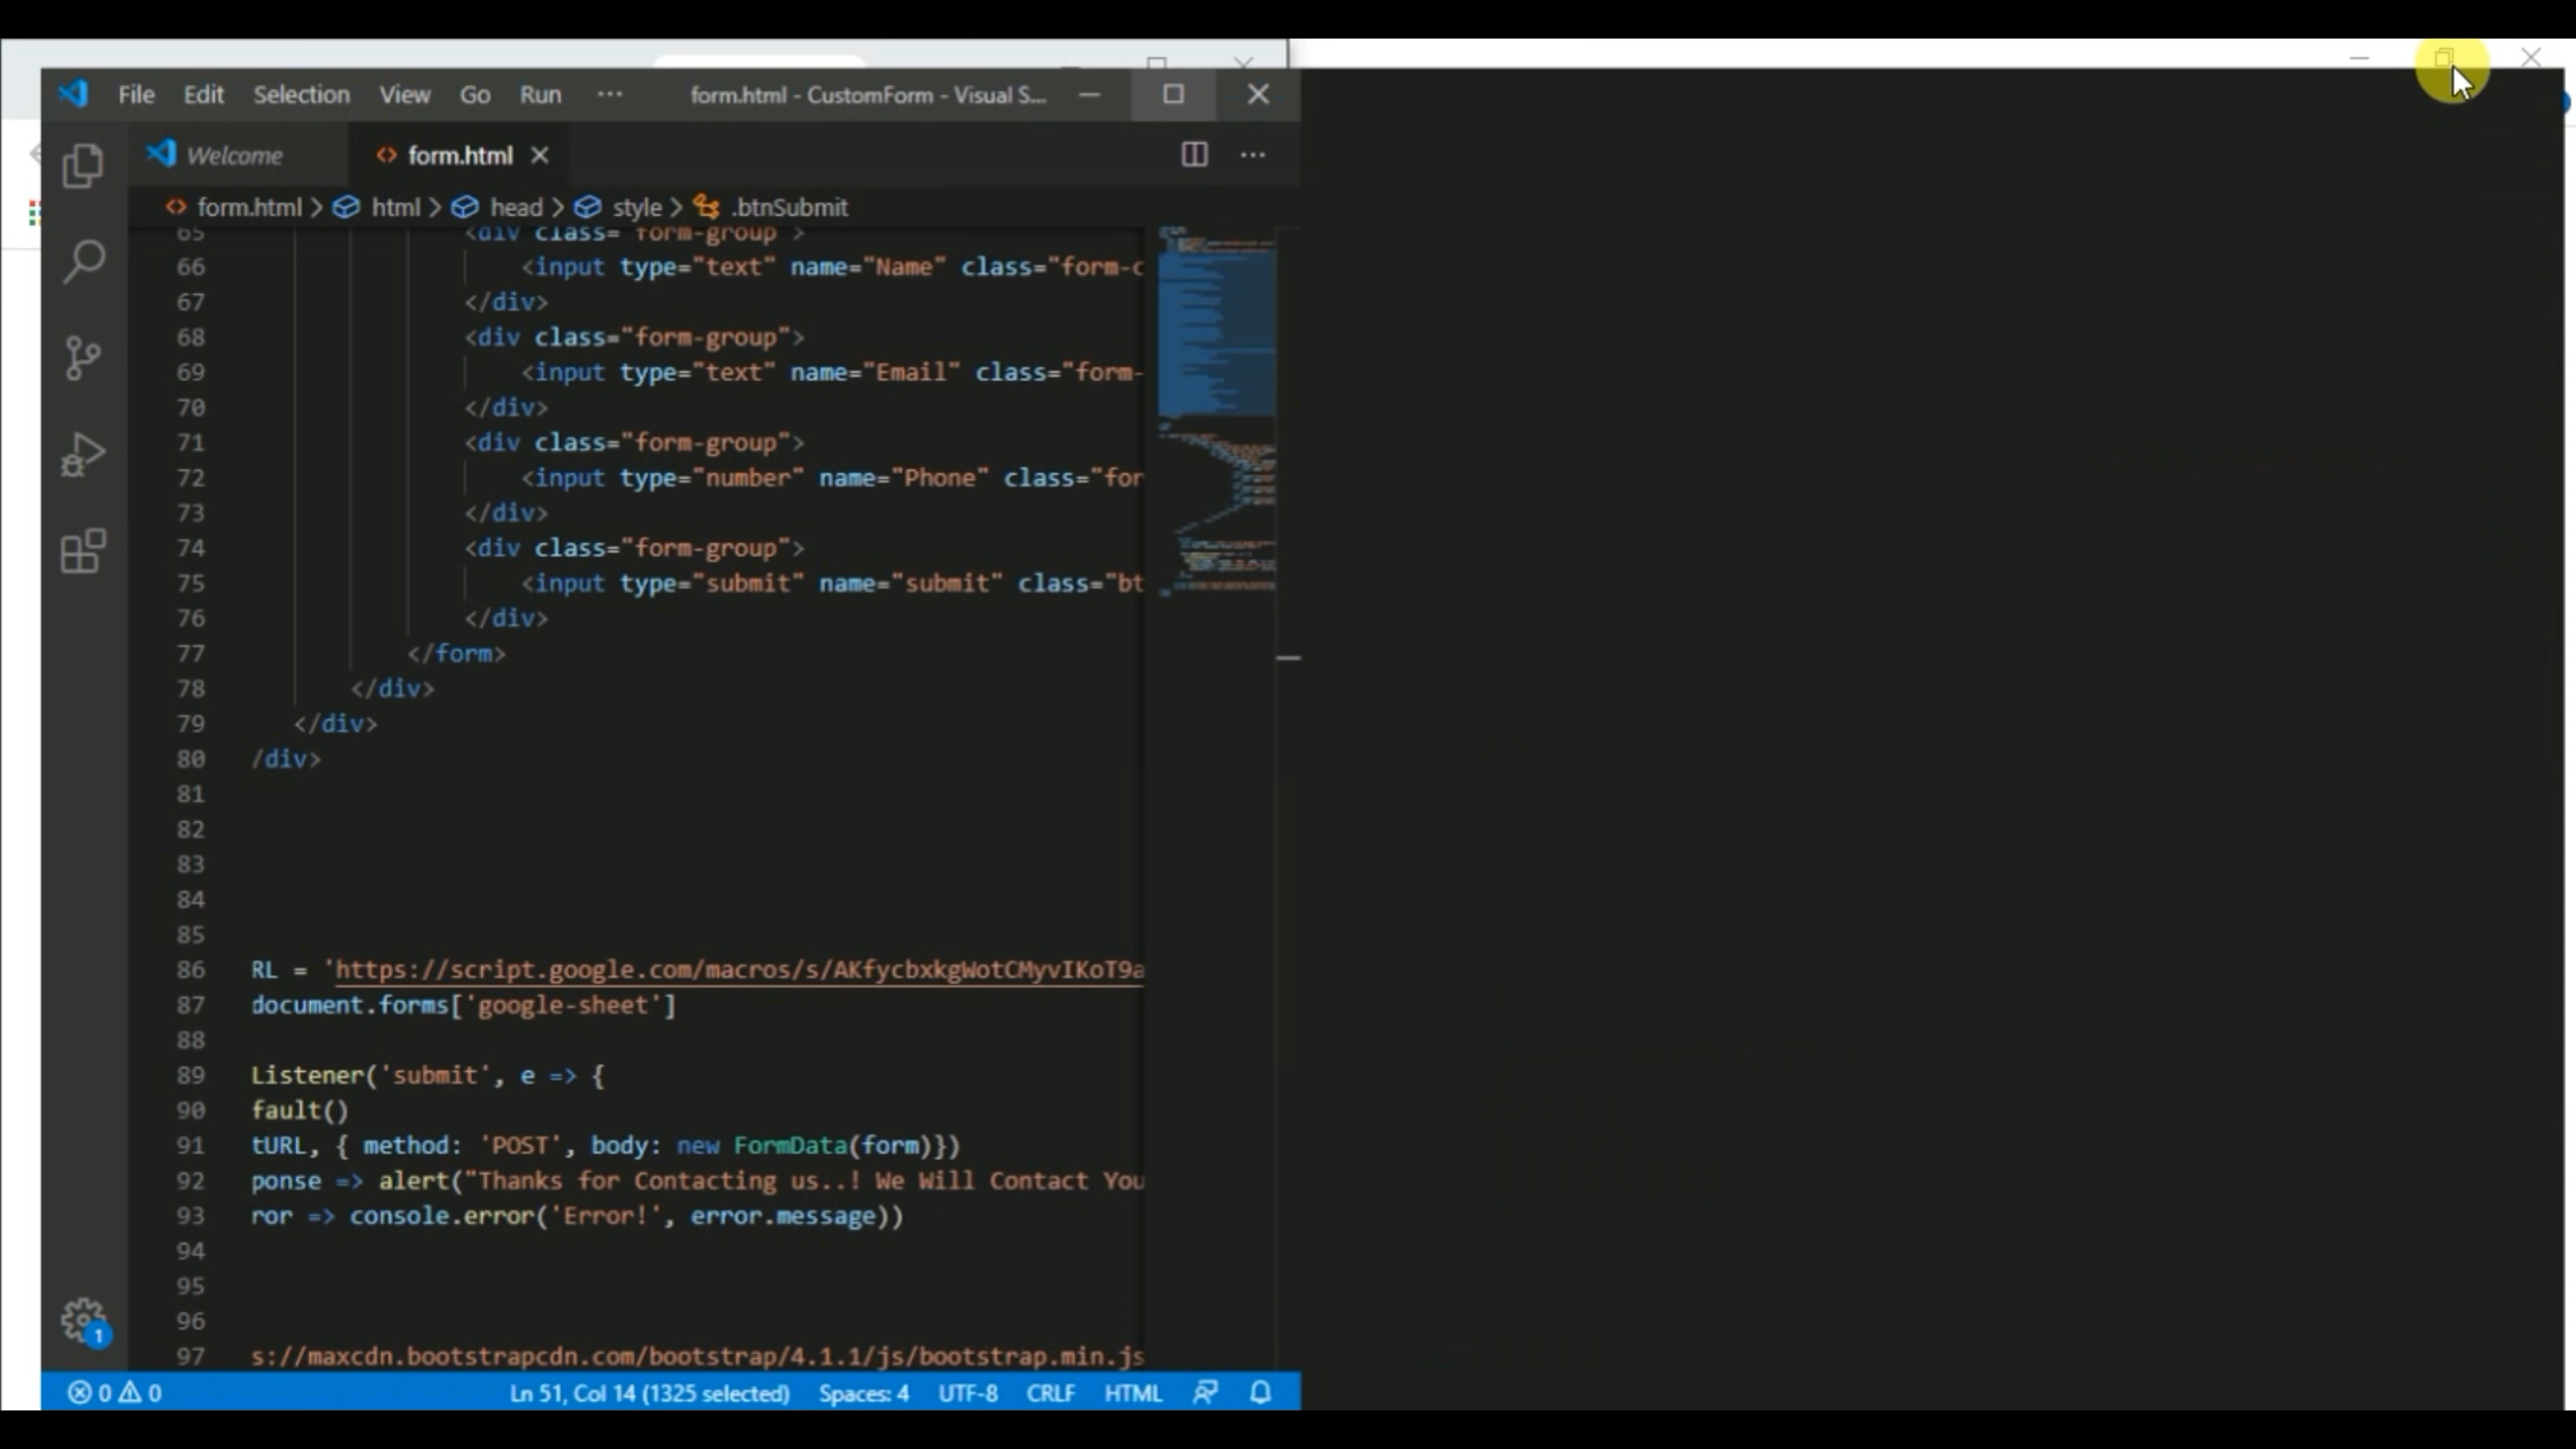 File Edit Selection View Go Run ··· form.html - CustomForm - Visual S...
Welcome form.html
form.html > html > head > style > .btnSubmit
65 <div class="form-group">
66 <input type="text" name="Name" class="form-c
67 </div>
68 <div class="form-group">
69 <input type="text" name="Email" class="form-
70 </div>
71 <div class="form-group">
72 <input type="number" name="Phone" class="for
73 </div>
74 <div class="form-group">
75 <input type="submit" name="submit" class="bt
76 </div>
77 </form>
78 </div>
79 </div>
80 /div>
81
82
83
84
85
86 RL = 'https://script.google.com/macros/s/AKfycbxkgWotCMyvIKoT9a
87 document.forms['google-sheet']
88
89 Listener('submit', e => {
90 fault()
91 tURL, { method: 'POST', body: new FormData(form)})
92 ponse => alert("Thanks for Contacting us..! We Will Contact You
93 ror => console.error('Error!', error.message))
94
95
96
97 s://maxcdn.bootstrapcdn.com/bootstrap/4.1.1/js/bootstrap.min.js
1
0 0 Ln 51, Col 14 (1325 selected) Spaces: 4 UTF-8 CRLF HTML